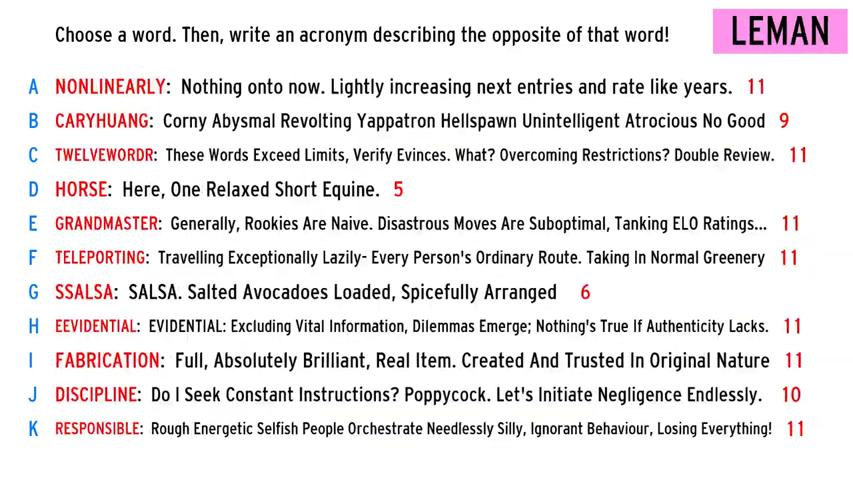 Choose a word. Then, write an acronym describing the opposite of that word!
LEMAN
A NONLINEARLY: Nothing onto now. Lightly increasing next entries and rate like years. 11
B CARYHUANG: Corny Abysmal Revolting Yappatron Hellspawn Unintelligent Atrocious No Good 9
C TWELVEWORDR: These Words Exceed Limits, Verify Evinces. What? Overcoming Restrictions? Double Review. 11
D HORSE: Here, One Relaxed Short Equine. 5
E GRANDMASTER: Generally, Rookies Are Naive. Disastrous Moves Are Suboptimal, Tanking ELO Ratings... 11
F TELEPORTING: Travelling Exceptionally Lazily- Every Person's Ordinary Route. Taking In Normal Greenery 11
G SSALSA: SALSA. Salted Avocadoes Loaded, Spicefully Arranged 6
H EEVIDENTIAL: EVIDENTIAL: Excluding Vital Information, Dilemmas Emerge; Nothing's True If Authenticity Lacks. 11
I FABRICATION: Full, Absolutely Brilliant, Real Item. Created And Trusted In Original Nature 11
J DISCIPLINE: Do I Seek Constant Instructions? Poppycock. Let's Initiate Negligence Endlessly. 10
K RESPONSIBLE: Rough Energetic Selfish People Orchestrate Needlessly Silly, Ignorant Behaviour, Losing Everything! 11